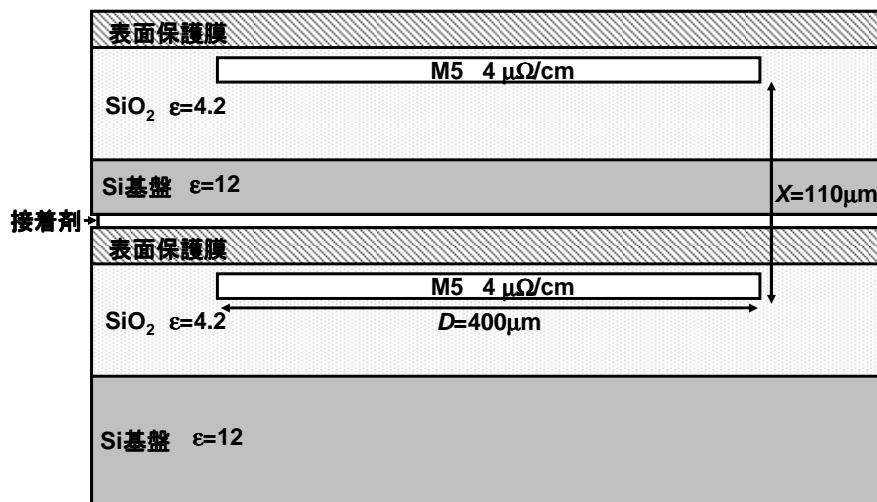 表面保護膜
M5 4 μΩ/cm
SiO2 ε=4.2
Si基盤 ε=12
X=110μm
接着剤
表面保護膜
M5 4 μΩ/cm
SiO2 ε=4.2
D=400μm
Si基盤 ε=12